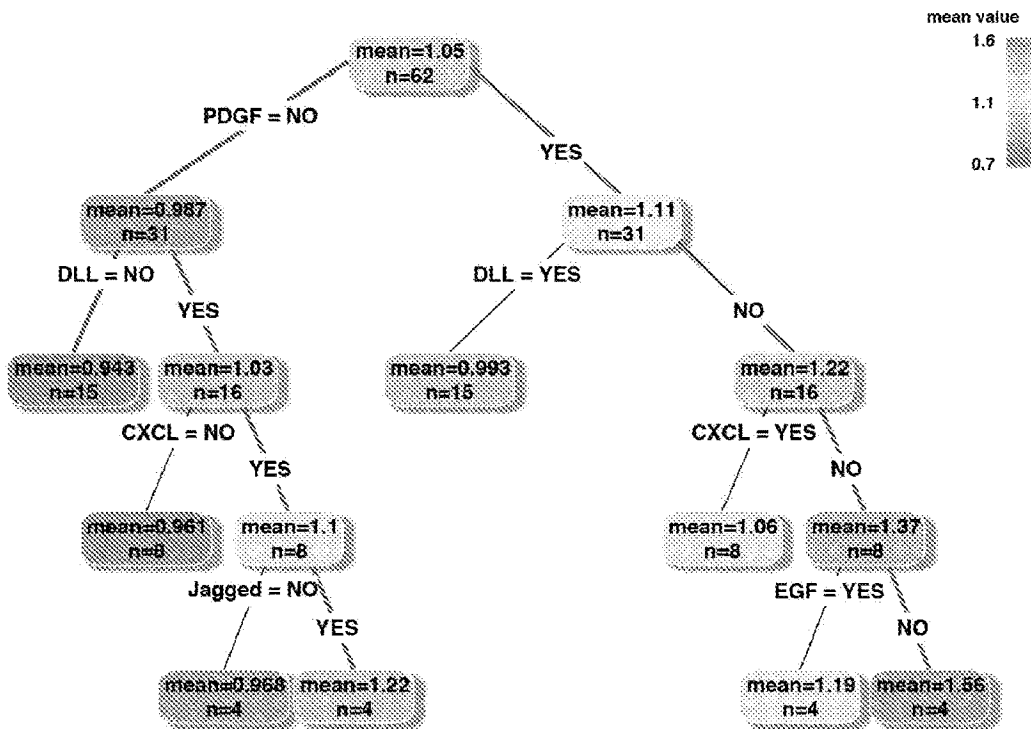 mean value
1.6
1.1
0.7
mean=1.05
n=62
PDGF = NO
YES
mean=0.987
n=31
mean=1.11
n=31
DLL = NO
YES
DLL = YES
NO
mean=0.943
n=15
mean=1.03
n=16
mean=0.993
n=15
mean=1.22
n=16
CXCL = NO
YES
CXCL = YES
NO
mean=0.961
n=8
mean=1.1
n=8
mean=1.06
n=8
mean=1.37
n=8
Jagged = NO
YES
EGF = YES
NO
mean=0.968
n=4
mean=1.22
n=4
mean=1.19
n=4
mean=1.56
n=4